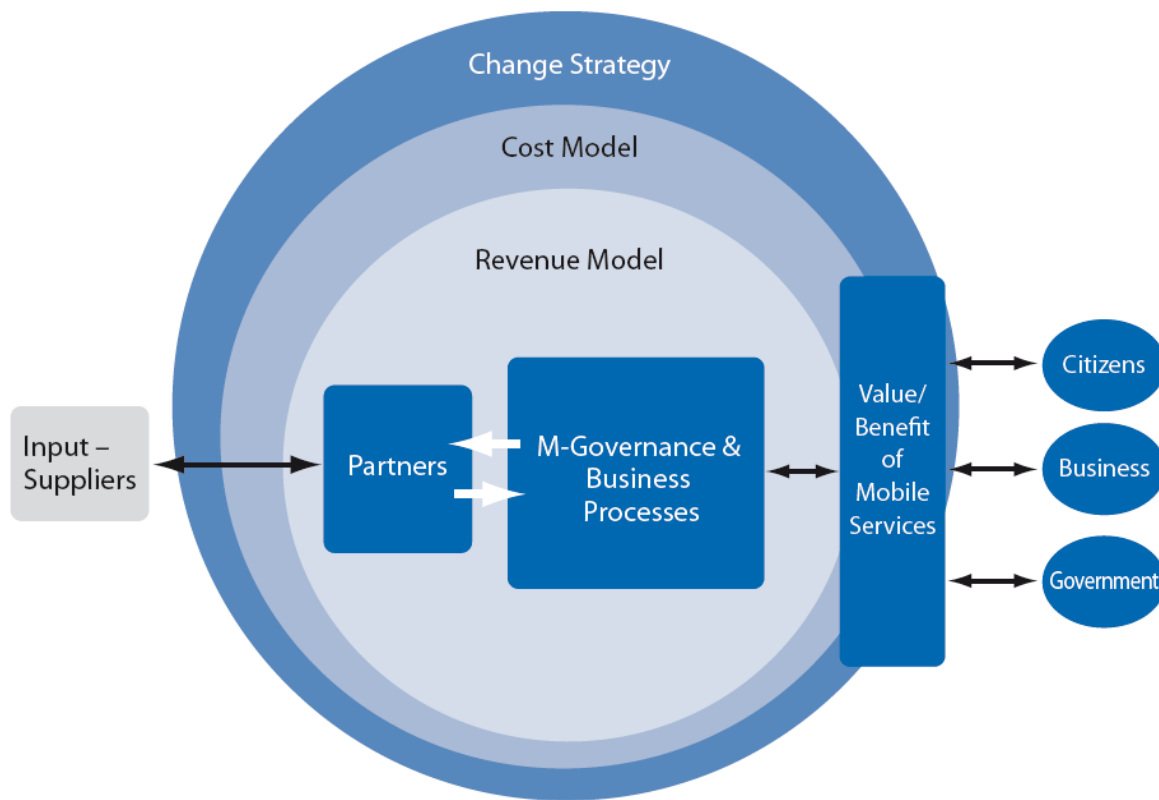 Change Strategy
Cost Model
Revenue Model
Input –
Suppliers
Partners
M-Governance &
Business
Processes
Value/
Benefit
of
Mobile
Services
Citizens
Business
Government